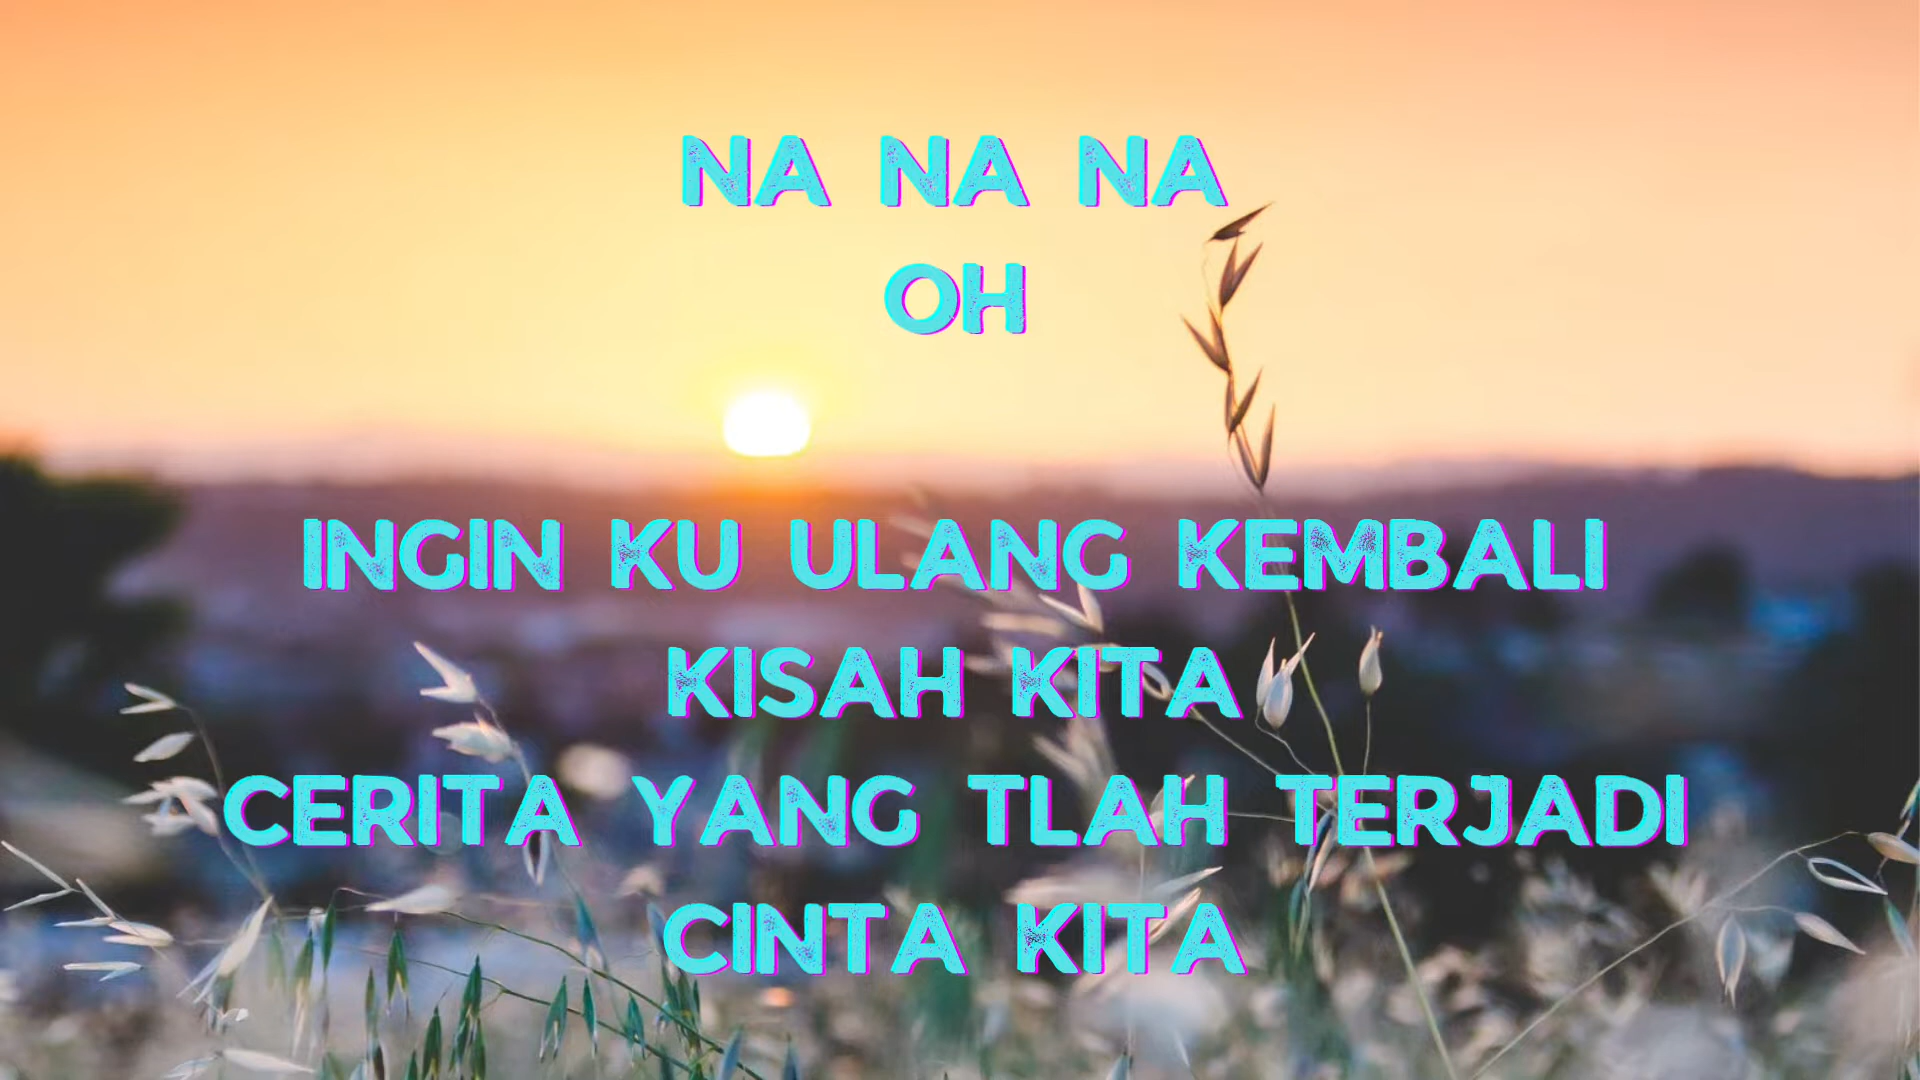 NA NA NA
OH
INGIN KU ULANG KEMBALI
KISAH KITA
CERITA YANG TLAH TERJADI
CINTA KITA